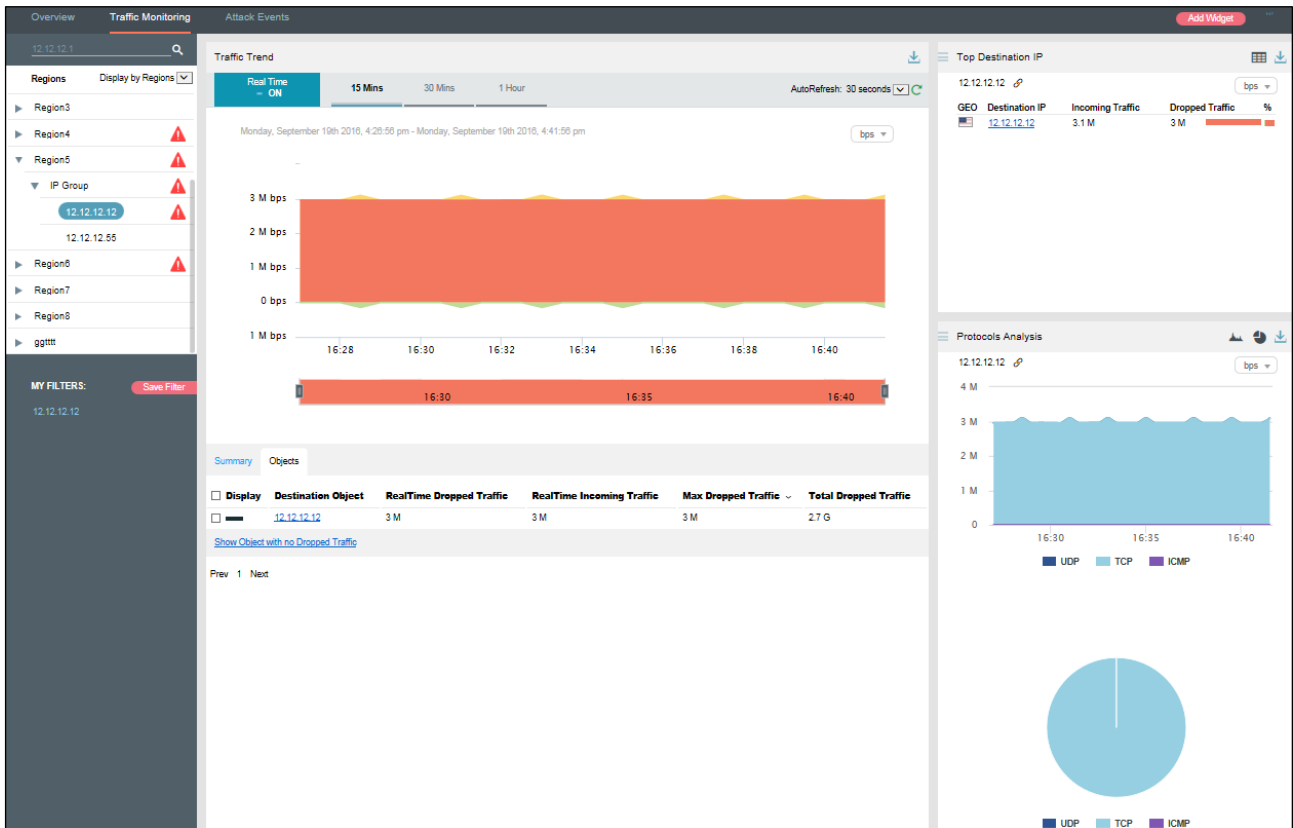 Overview Traffic Monitoring Attack Events Add Widget
12.12.12.1
Regions Display by Regions
Region3
Region4
Region5
IP Group
12.12.12.12
12.12.12.55
Region6
Region7
Region8
ggtttt
MY FILTERS: Save Filter
12.12.12.12
Traffic Trend
Real Time
– ON
15 Mins 30 Mins 1 Hour AutoRefresh: 30 seconds
Monday, September 19th 2016, 4:26:56 pm - Monday, September 19th 2016, 4:41:56 pm bps
3 M bps
2 M bps
1 M bps
0 bps
1 M bps
16:28 16:30 16:32 16:34 16:36 16:38 16:40
16:30 16:35 16:40
Summary Objects
Display Destination Object RealTime Dropped Traffic RealTime Incoming Traffic Max Dropped Traffic Total Dropped Traffic
12.12.12.12 3 M 3 M 3 M 2.7 G
Show Object with no Dropped Traffic
Prev 1 Next
Top Destination IP
12.12.12.12 bps
GEO Destination IP Incoming Traffic Dropped Traffic %
12.12.12.12 3.1 M 3 M
Protocols Analysis
12.12.12.12 bps
4 M
3 M
2 M
1 M
0
16:30 16:35 16:40
UDP TCP ICMP
UDP TCP ICMP